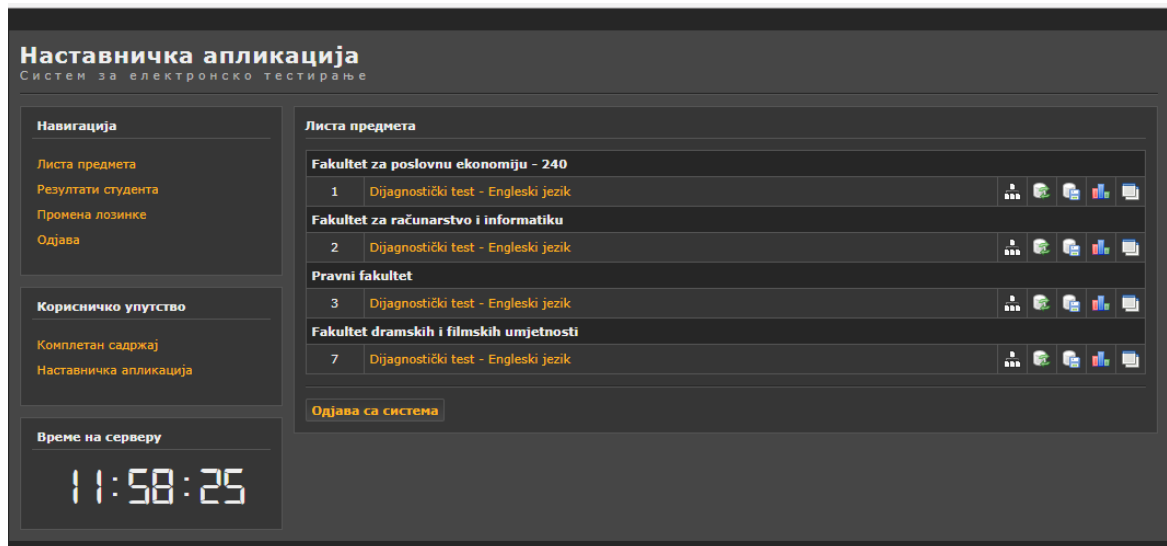 Наставничка апликација
Систем за електронско тестирање
Навигација
Листа предмета
Резултати студента
Промена лозинке
Одјава
Корисничко упутство
Комплетан садржај
Наставничка апликација
Време на серверу
11:58:25
Листа предмета
Fakultet za poslovnu ekonomiju - 240
1 Dijagnostički test - Engleski jezik
Fakultet za računarstvo i informatiku
2 Dijagnostički test - Engleski jezik
Pravni fakultet
3 Dijagnostički test - Engleski jezik
Fakultet dramskih i filmskih umjetnosti
7 Dijagnostički test - Engleski jezik
Одјава са система